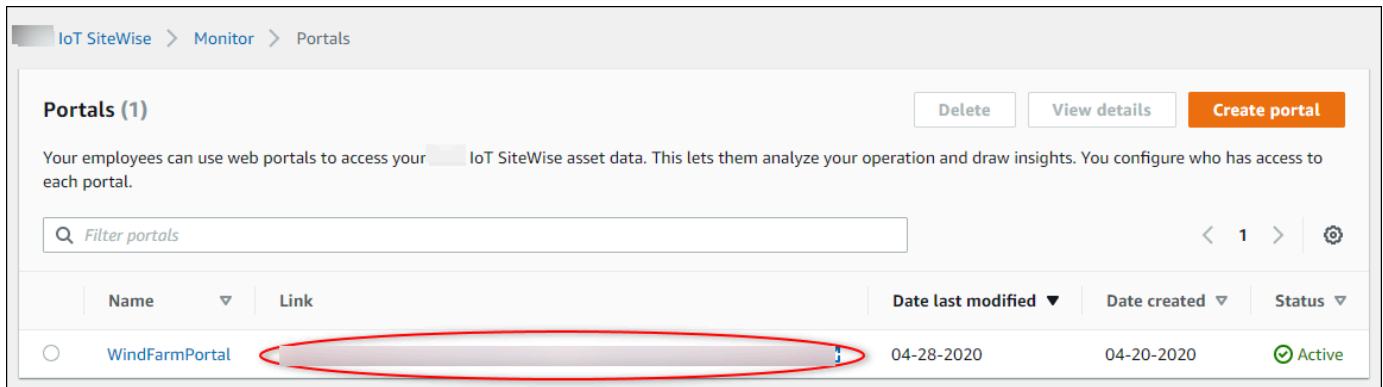 IoT SiteWise > Monitor > Portals
Portals (1)
Delete
View details
Create portal
Your employees can use web portals to access your IoT SiteWise asset data. This lets them analyze your operation and draw insights. You configure who has access to
each portal.
Filter portals
< 1 >
Name Link Date last modified Date created Status
WindFarmPortal 04-28-2020 04-20-2020 Active